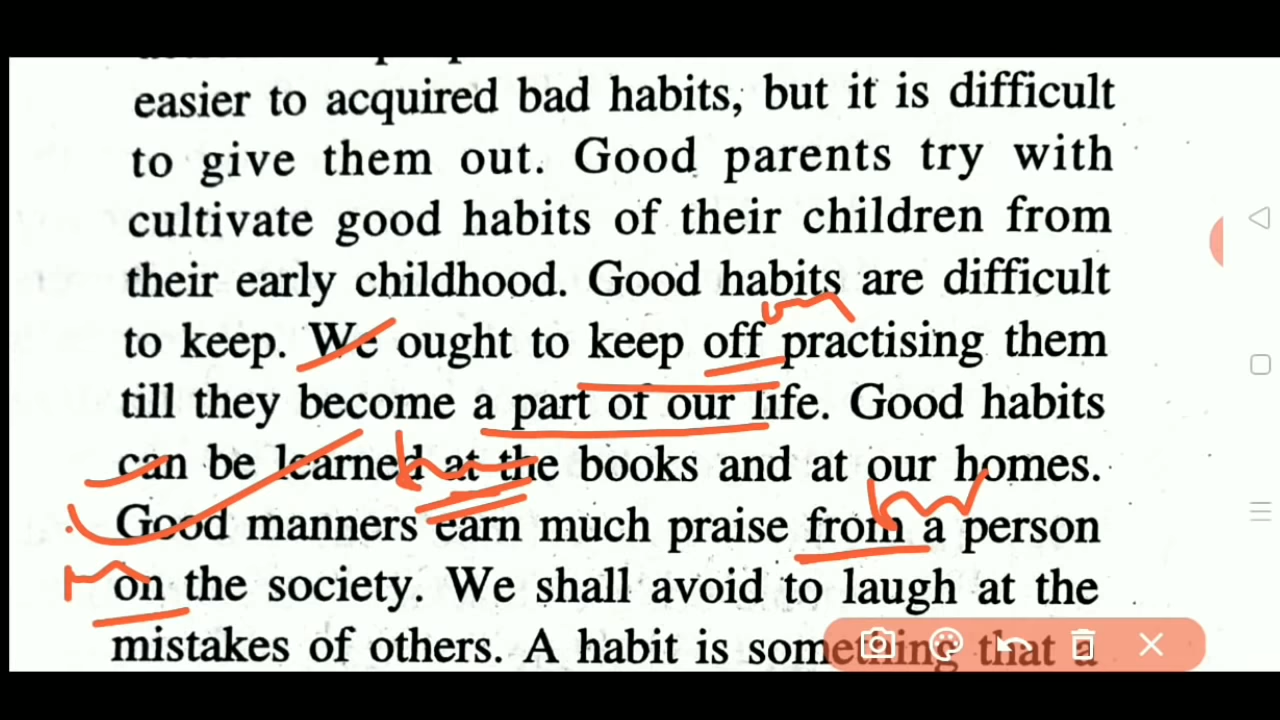 easier to acquired bad habits, but it is difficult
to give them out. Good parents try with
cultivate good habits of their children from
their early childhood. Good habits are difficult
to keep. We ought to keep off practising them
till they become a part of our life. Good habits
can be learned at the books and at our homes.
Good manners earn much praise from a person
on the society. We shall avoid to laugh at the
mistakes of others. A habit is something that a